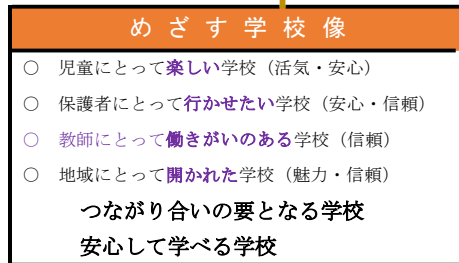 めざす学校像
○ 児童にとって楽しい学校（活気・安心）
○ 保護者にとって行かせたい学校（安心・信頼）
○ 教師にとって働きがいのある学校（信頼）
○ 地域にとって開かれた学校（魅力・信頼）
つながり合いの要となる学校
安心して学べる学校